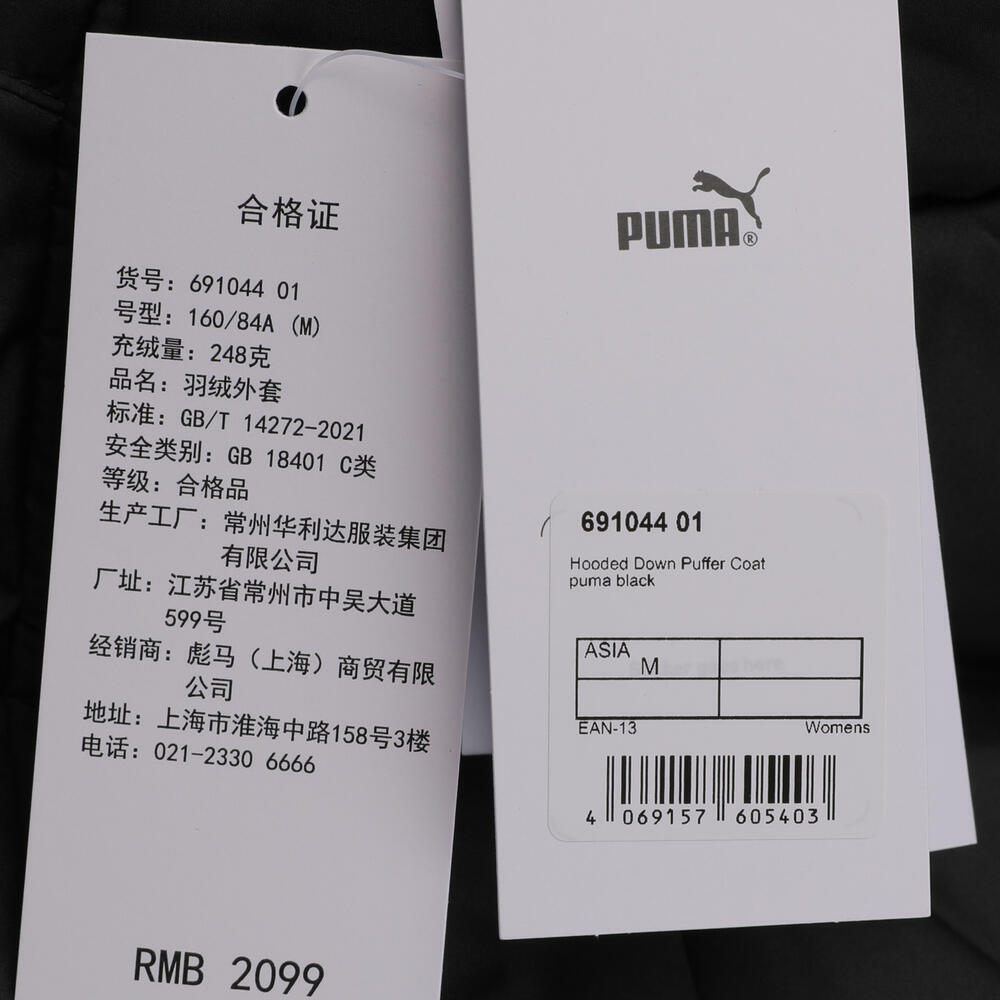 合格证
货号：691044 01
号型：160/84A (M)
充绒量：248克
品名：羽绒外套
标准：GB/T 14272-2021
安全类别：GB 18401 C类
等级：合格品
生产工厂：常州华利达服装集团
有限公司
厂址：江苏省常州市中吴大道
599号
经销商：彪马（上海）商贸有限
公司
地址：上海市淮海中路158号3楼
电话：021-2330 6666
RMB 2099
PUMA®
691044 01
Hooded Down Puffer Coat
puma black
ASIA
M
EAN-13 Womens
4 069157 605403